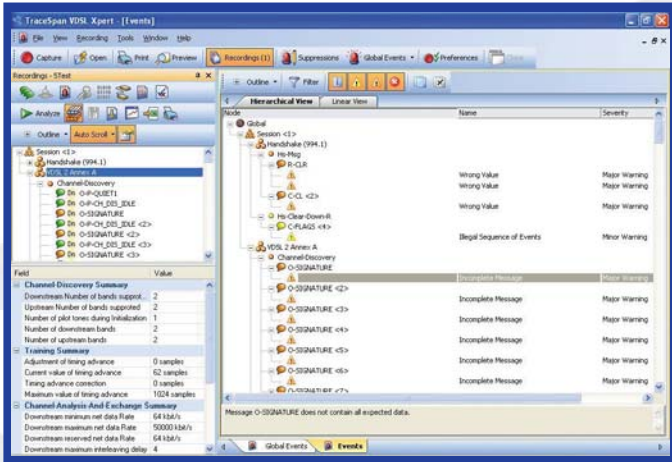 TraceSpan VDSL Xpert - [Events]
File View Recording Tools Window Help
Capture Open Print Preview Recordings (1) Suppressions Global Events Preferences
Recordings - 5Test
Analyze
Outline Auto Scroll
Session <1>
Handshake (994.1)
VDSL 2 Annex A
Channel-Discovery
Dn O-P-QUIET1
Dn O-P-CH_DIS_IDLE
Dn O-SIGNATURE
Dn O-P-CH_DIS_IDLE <2>
Dn O-SIGNATURE <2>
Dn O-P-CH_DIS_IDLE <3>
Dn O-SIGNATURE <3>
Field Value
Channel-Discovery Summary
Downstream Number of bands supprot... 2
Upstream Number of bands supproted 2
Number of pilot tones during Initialization 1
Number of downstream bands 2
Number of upstream bands 2
Training Summary
Adjustment of timing advance 0 samples
Current value of timing advance 62 samples
Timing advance correction 0 samples
Maximum value of timing advance 1024 samples
Channel-Analysis-And-Exchange Summary
Downstream minimum net data Rate 64 kbit/s
Downstream maximum net data Rate 50000 kbit/s
Downstream reserved net data Rate 64 kbit/s
Downstream maximum interleaving delay 4
Outline Filter
Hierarchical View Linear View
Node Name Severity
Global
Session <1>
Handshake (994.1)
Hs-Msg
R-CLR
Wrong Value Major Warning
Wrong Value Major Warning
C-CL <2>
Wrong Value Major Warning
Hs-Clear-Down-R
C-FLAGS <4>
Illegal Sequence of Events Minor Warning
VDSL 2 Annex A
Channel-Discovery
O-SIGNATURE
Incomplete Message Major Warning
O-SIGNATURE <2>
Incomplete Message Major Warning
O-SIGNATURE <3>
Incomplete Message Major Warning
O-SIGNATURE <4>
Incomplete Message Major Warning
O-SIGNATURE <5>
Incomplete Message Major Warning
O-SIGNATURE <6>
Incomplete Message Major Warning
O-SIGNATURE <7>
Message O-SIGNATURE does not contain all expected data.
Global Events Events